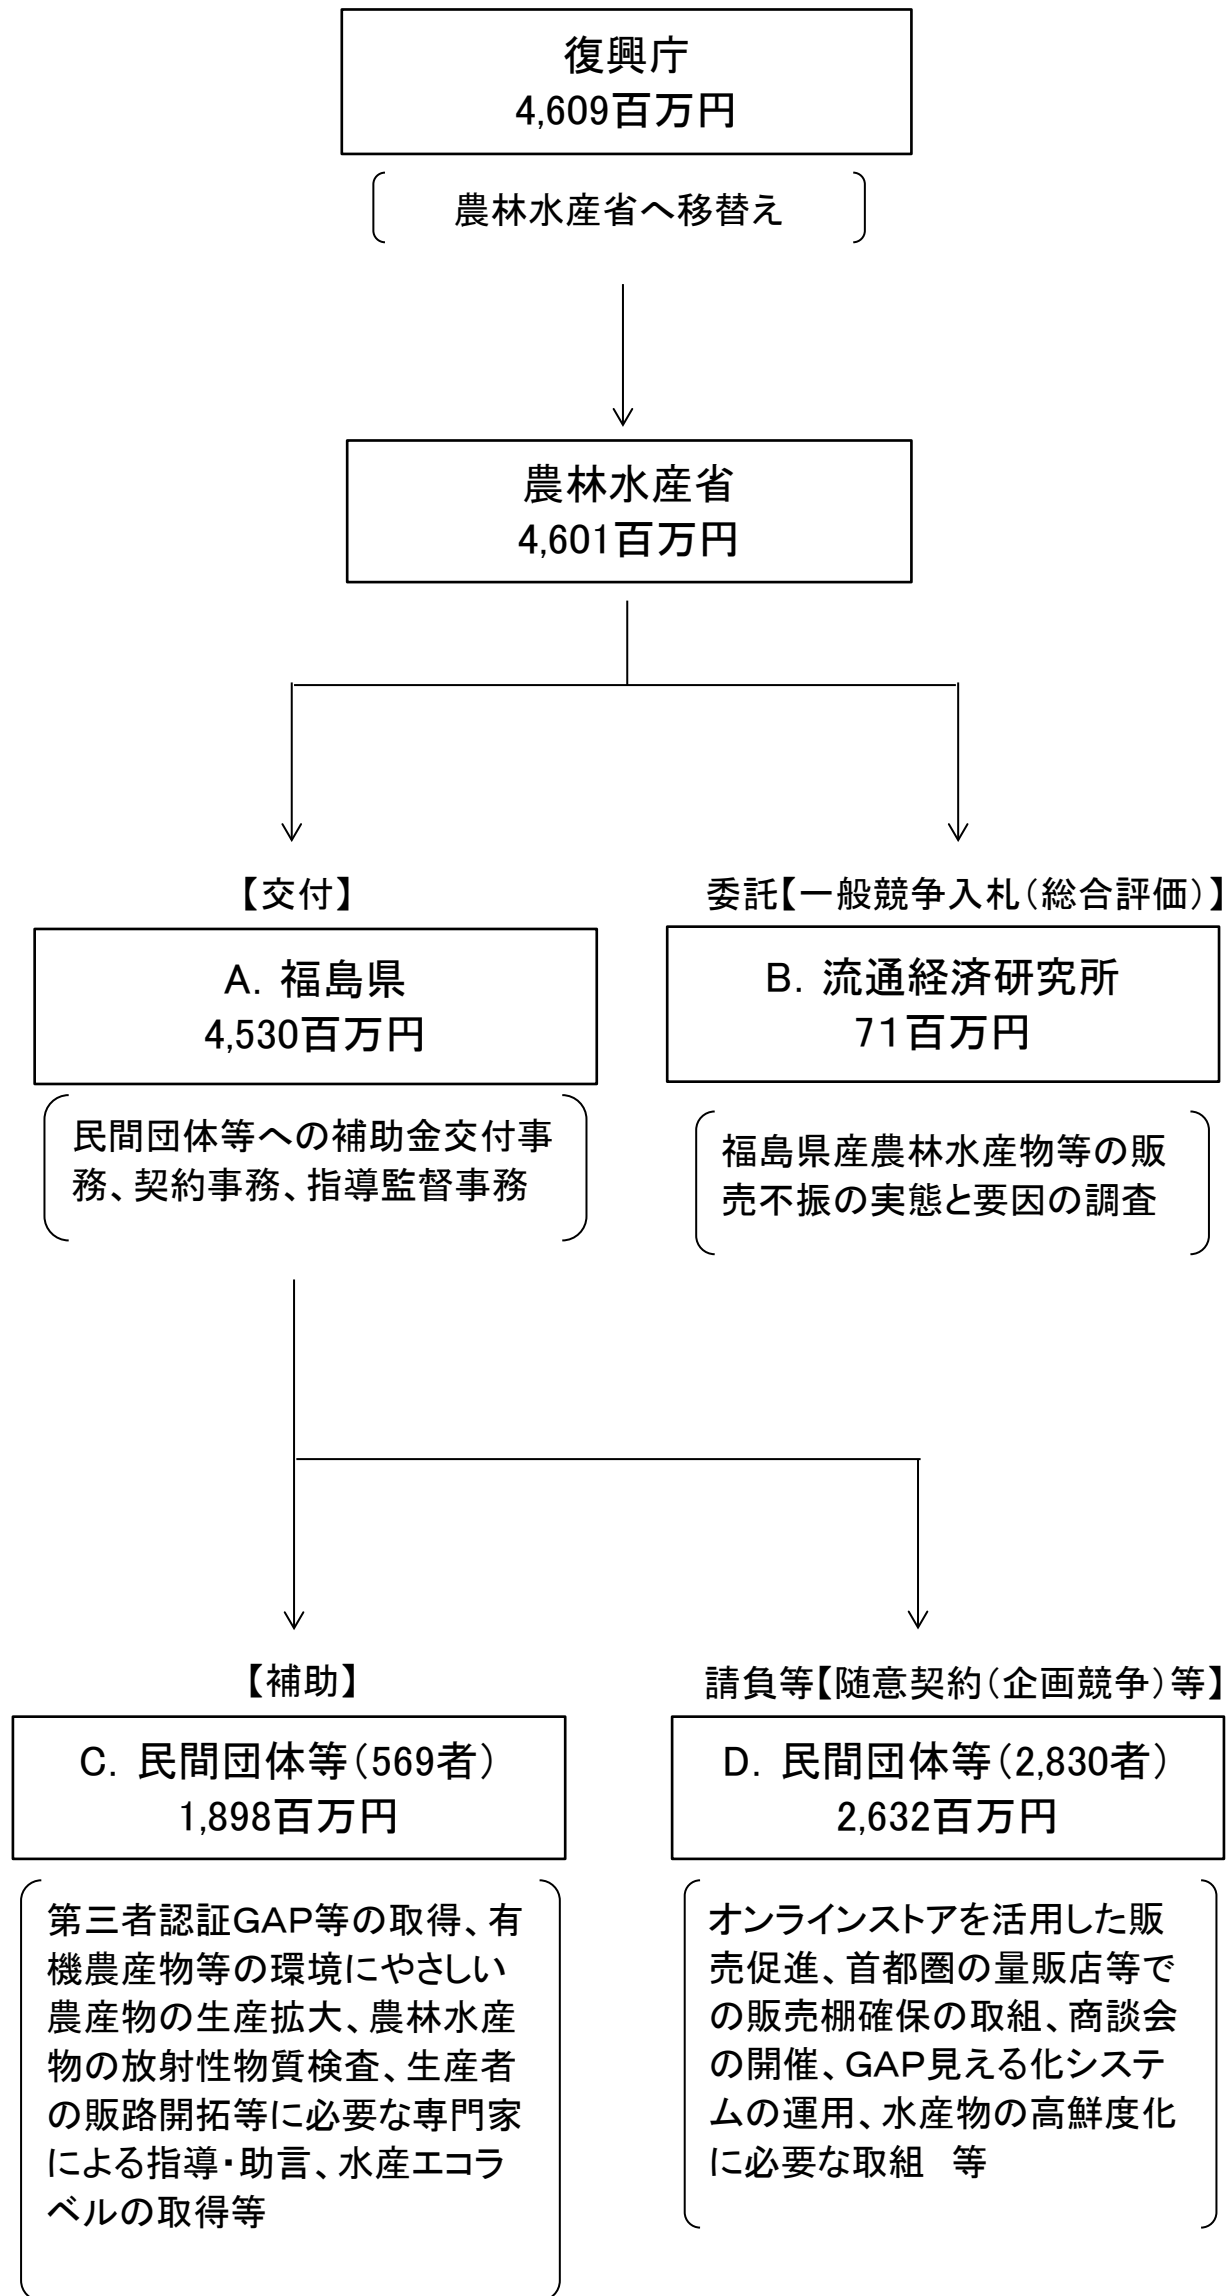 復興庁
4,609百万円
農林水産省へ移替え
農林水産省
4,601百万円
【交付】
A．福島県
4,530百万円
民間団体等への補助金交付事
務、契約事務、指導監督事務
委託【一般競争入札（総合評価）】
B．流通経済研究所
71百万円
福島県産農林水産物等の販
売不振の実態と要因の調査
【補助】
C．民間団体等（569者）
1,898百万円
第三者認証GAP等の取得、有
機農産物等の環境にやさしい
農産物の生産拡大、農林水産
物の放射性物質検査、生産者
の販路開拓等に必要な専門家
による指導・助言、水産エコラ
ベルの取得等
請負等【随意契約（企画競争）等】
D．民間団体等（2,830者）
2,632百万円
オンラインストアを活用した販
売促進、首都圏の量販店等で
の販売棚確保の取組、商談会
の開催、GAP見える化システ
ムの運用、水産物の高鮮度化
に必要な取組　等